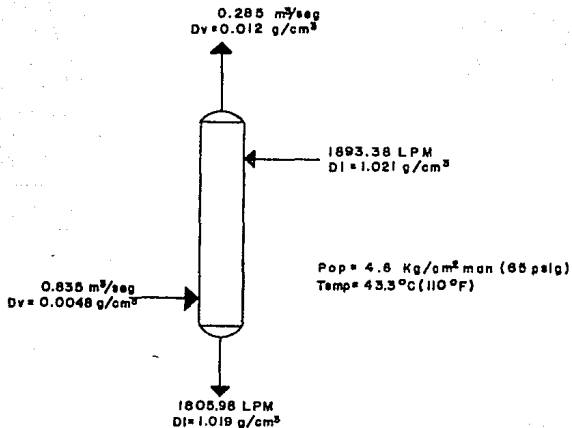 0.285 m³/seg
Dv=0.012 g/cm³
1893.38 LPM
Dl=1.021 g/cm³
Pop= 4.6 Kg/cm² man (65 psig)
Temp= 43.3°C (110°F)
0.835 m³/seg
Dv=0.0048 g/cm³
1805.98 LPM
Dl=1.019 g/cm³